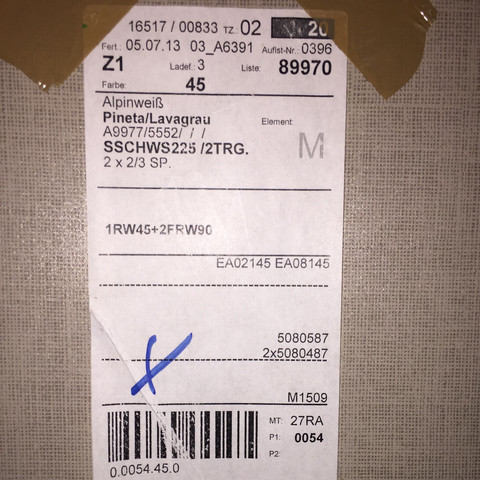 16517 / 00833 TZ. 02 20
Fert.: 05.07.13 03_A6391 Auflst-Nr.: 0396
Z1 Ladef.: 3 Liste: 89970
Farbe: 45
Alpinweiß
Pineta/Lavagrau Element:
A9977/5552/ / / M
SSCHWS225 /2TRG.
2 x 2/3 SP.
1RW45+2FRW90
EA02145 EA08145
5080587
2x5080487
M1509
MT: 27RA
P1: 0054
P2:
0.0054.45.0